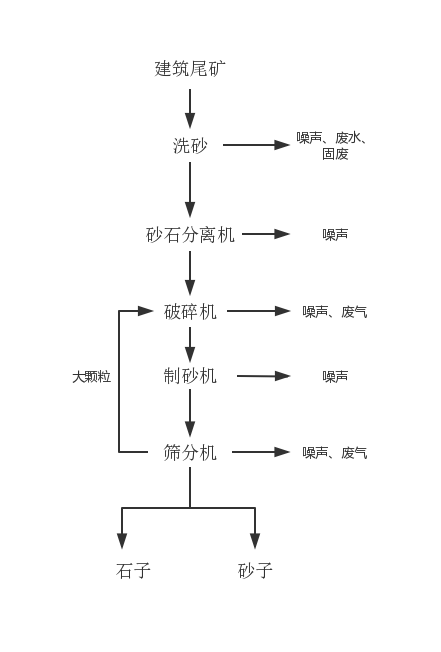 建筑尾矿
洗砂
噪声、废水、
固废
砂石分离机
噪声
破碎机
噪声、废气
大颗粒
制砂机
噪声
筛分机
噪声、废气
石子
砂子